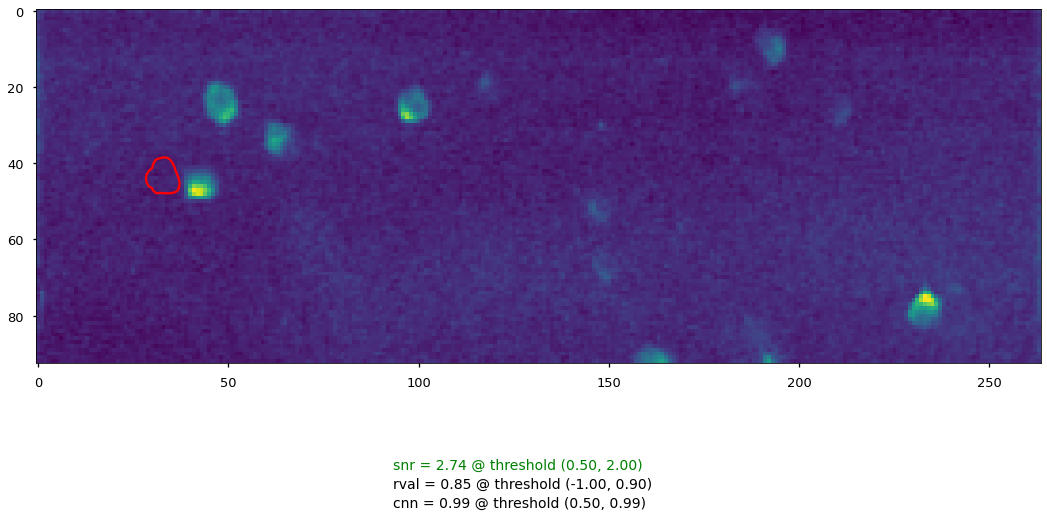 0
20
40
60
80
0 50 100 150 200 250
snr = 2.74 @ threshold (0.50, 2.00)
rval = 0.85 @ threshold (-1.00, 0.90)
cnn = 0.99 @ threshold (0.50, 0.99)